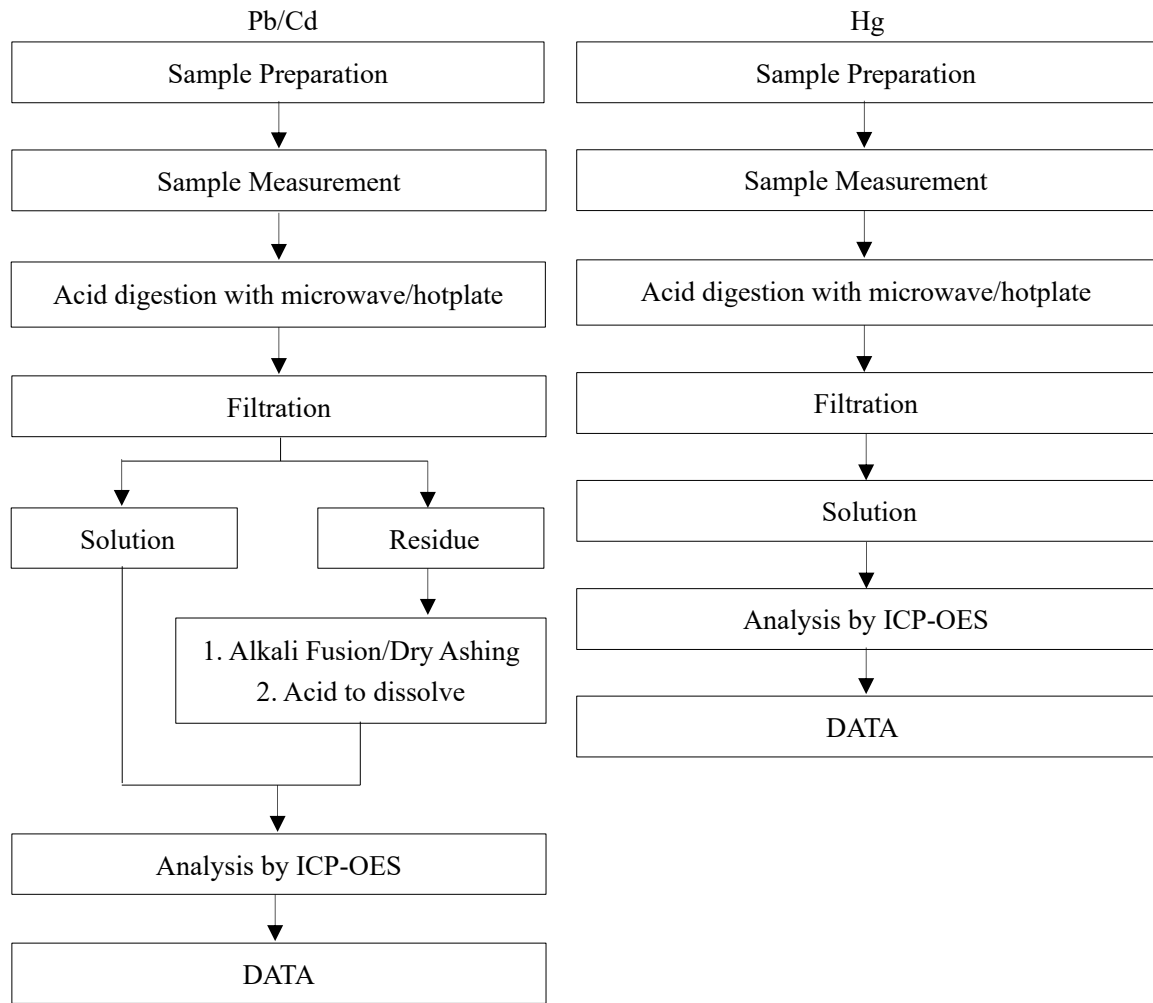 Pb/Cd
Sample Preparation
Sample Measurement
Acid digestion with microwave/hotplate
Filtration
Solution
Residue
1. Alkali Fusion/Dry Ashing
2. Acid to dissolve
Analysis by ICP-OES
DATA
Hg
Sample Preparation
Sample Measurement
Acid digestion with microwave/hotplate
Filtration
Solution
Analysis by ICP-OES
DATA